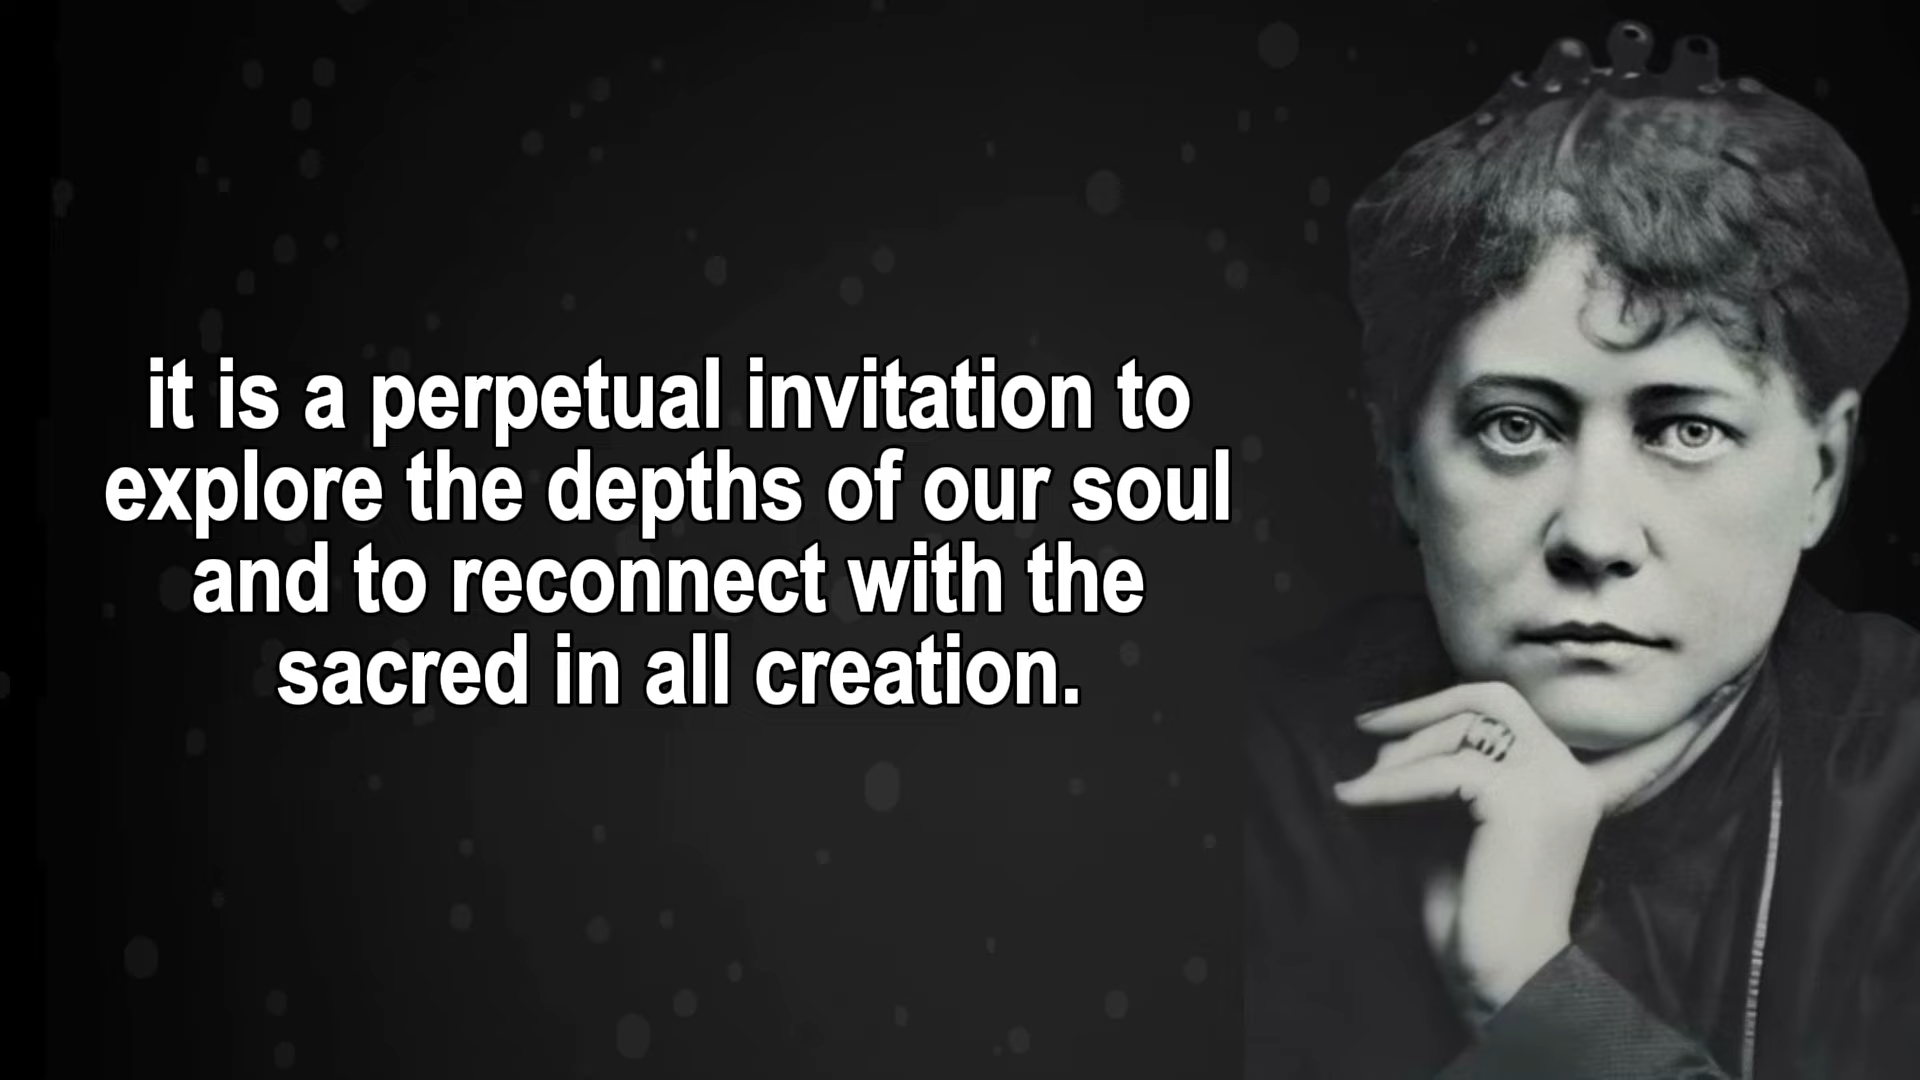 it is a perpetual invitation to
explore the depths of our soul
and to reconnect with the
sacred in all creation.